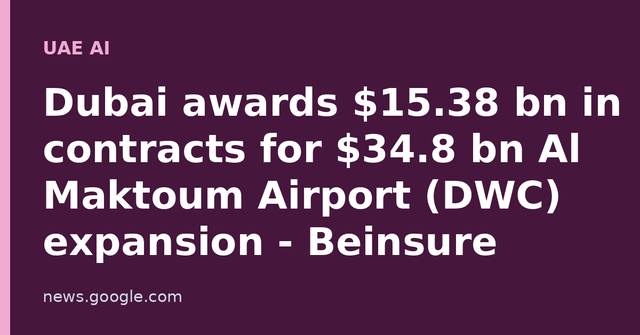 UAE AI
Dubai awards $15.38 bn in
contracts for $34.8 bn Al
Maktoum Airport (DWC)
expansion - Beinsure
news.google.com